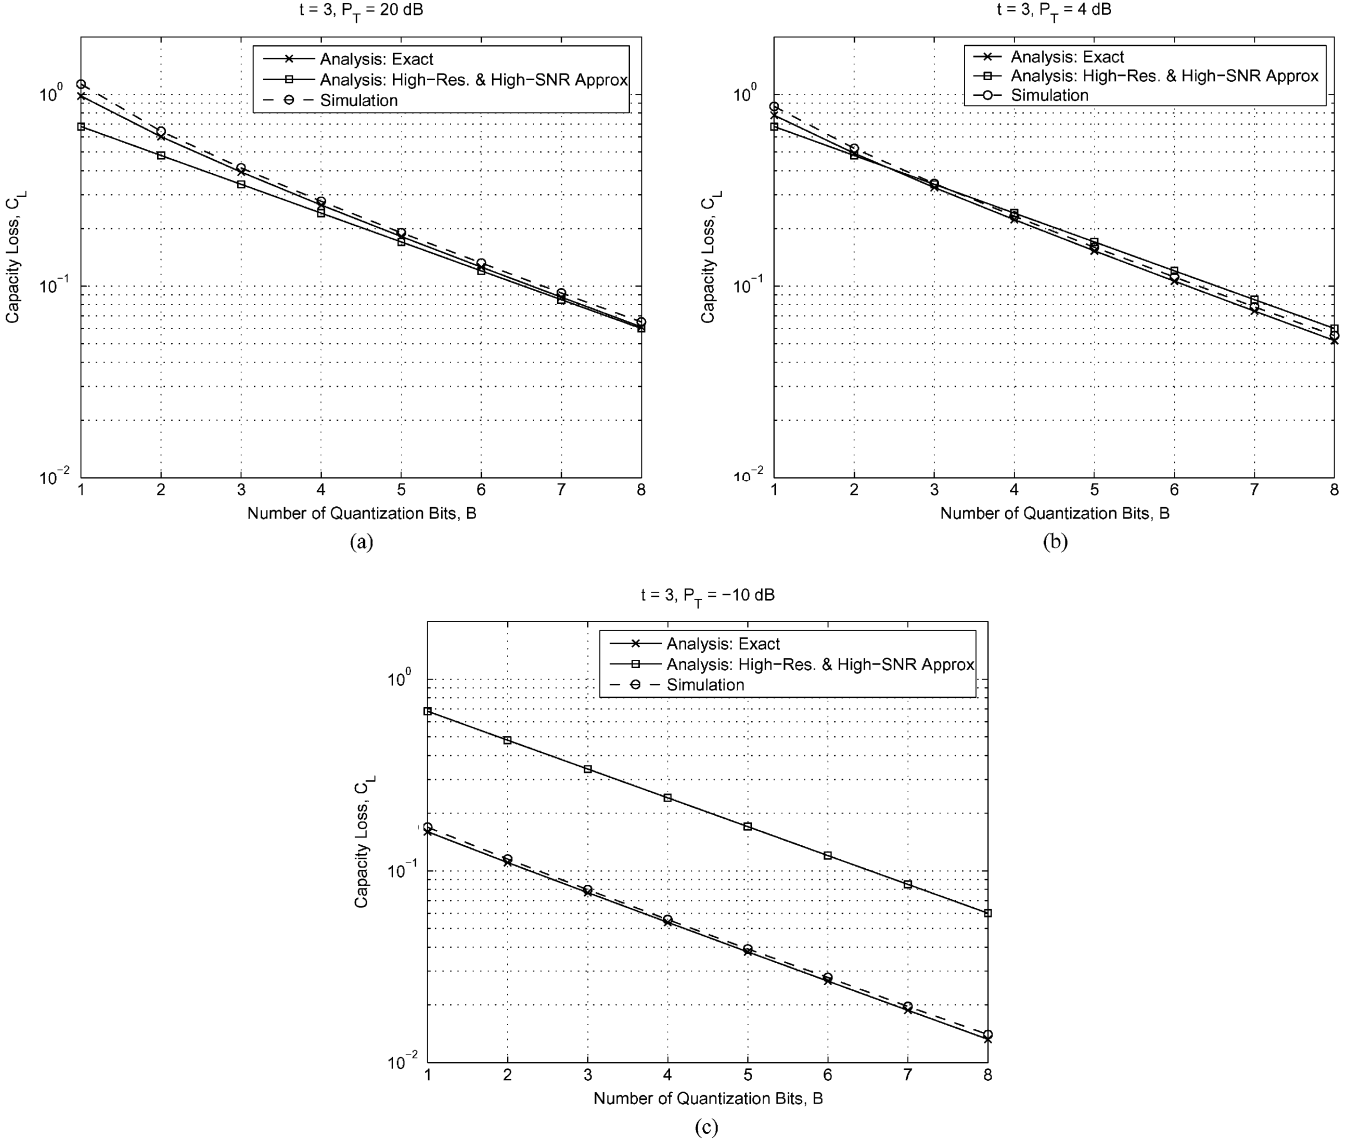 t = 3, P_T = 20 dB
Analysis: Exact
Analysis: High−Res. & High−SNR Approx
Simulation
10^0
10^−1
10^−2
Capacity Loss, C_L
1 2 3 4 5 6 7 8
Number of Quantization Bits, B
(a)
t = 3, P_T = 4 dB
Analysis: Exact
Analysis: High−Res. & High−SNR Approx
Simulation
10^0
10^−1
10^−2
Capacity Loss, C_L
1 2 3 4 5 6 7 8
Number of Quantization Bits, B
(b)
t = 3, P_T = −10 dB
Analysis: Exact
Analysis: High−Res. & High−SNR Approx
Simulation
10^0
10^−1
10^−2
Capacity Loss, C_L
1 2 3 4 5 6 7 8
Number of Quantization Bits, B
(c)